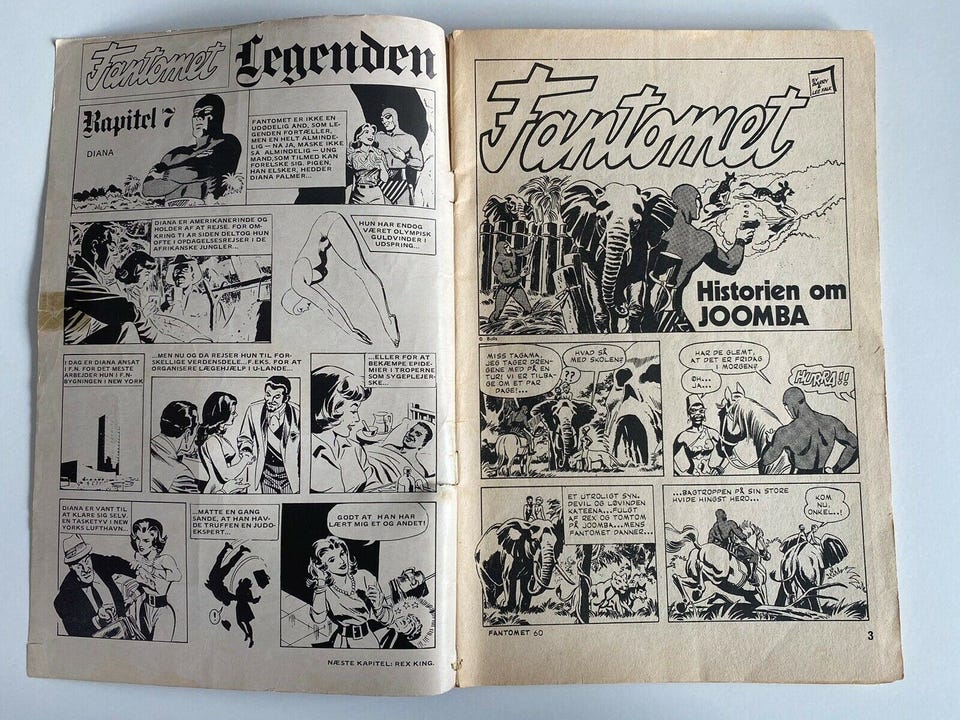 Fantomet
Legenden
Kapitel 7
DIANA
FANTOMET ER IKKE EN
UDØDELIG ÅND, SOM LE-
GENDEN FORTÆLLER,
MEN EN HELT ALMINDE-
LIG — NÅ JA, MÅSKE IKKE
SÅ ALMINDELIG — UNG
MAND, SOM TILMED KAN
FORELSKE SIG. PIGEN,
HAN ELSKER, HEDDER
DIANA PALMER...
DIANA ER AMERIKANERINDE OG
HOLDER AF AT REJSE. FOR OM-
KRING TI ÅR SIDEN DELTOG HUN
OFTE I OPDAGELSESREJSER I DE
AFRIKANSKE JUNGLER...
HUN HAR ENDOG
VÆRET OLYMPISK
GULDVINDER I
UDSPRING...
I DAG ER DIANA ANSAT
I F.N. FOR DET MESTE
ARBEJDER HUN I F.N-
BYGNINGEN I NEW YORK
...MEN NU OG DA REJSER HUN TIL FOR-
SKELLIGE VERDENSDELE..F.EKS. FOR AT
ORGANISERE LÆGEHJÆLP I U-LANDE...
...ELLER FOR AT
BEKÆMPE EPIDE-
MIER I TROPERNE
SOM SYGEPLEJER-
SKE...
DIANA ER VANT TIL
AT KLARE SIG SELV.
EN TASKETYV I NEW
YORKS LUFTHAVN...
...MÅTTE EN GANG
SANDE, AT HAN HAV-
DE TRUFFEN EN JUDO-
EKSPERT...
!
GODT AT HAN HAR
LÆRT MIG ET OG ANDET!
NÆSTE KAPITEL: REX KING.
Fantomet
BY
BARRY
&
LEE FALK
Historien om
JOOMBA
© Bulls
MISS TAGAMA,
JEG TAGER DREN-
GENE MED PÅ EN
TUR! VI ER TILBA-
GE OM ET PAR
DAGE!...
HVAD SÅ
MED SKOLEN?
??
HAR DE GLEMT,
AT DET ER FREDAG
I MORGEN?
ØH...
JA...
HURRA!!
ET UTROLIGT SYN.
DEVIL OG LØVINDEN
KATEENA...FULGT
AF REX OG TOMTOM
PÅ JOOMBA...MENS
FANTOMET DANNER...
...BAGTROPPEN PÅ SIN STORE
HVIDE HINGST HERO...
KOM
NU,
ONKEL...!
FANTOMET 60
3